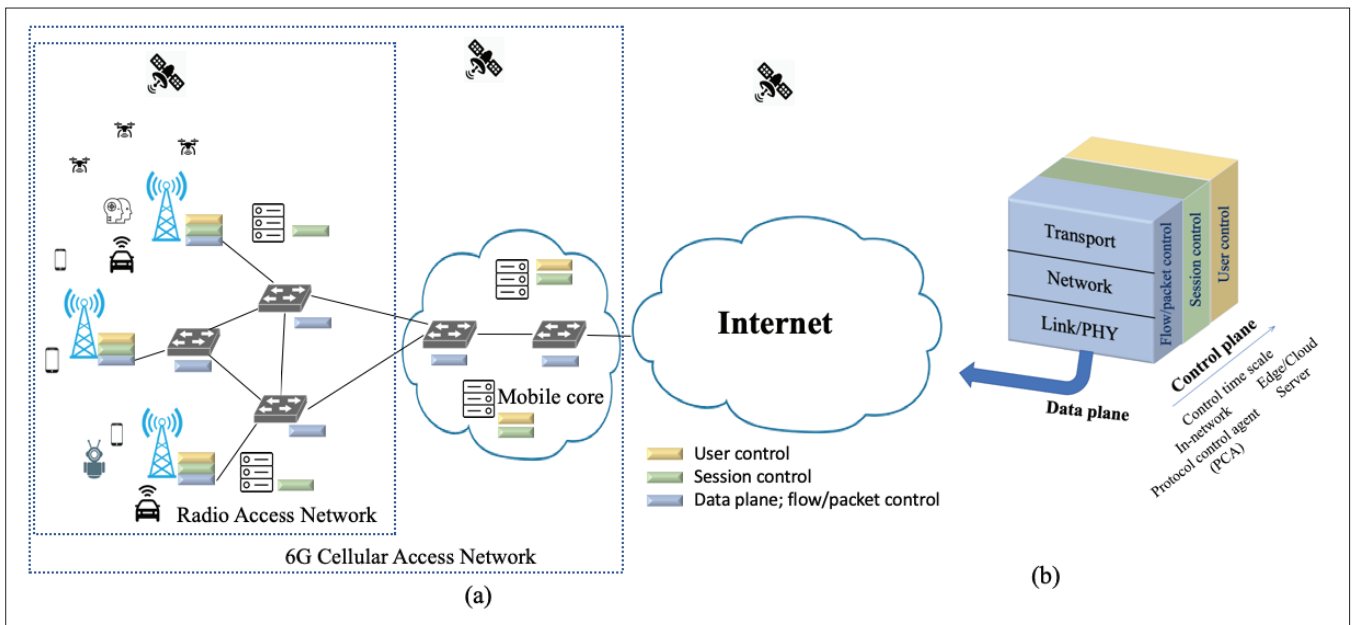 Radio Access Network
6G Cellular Access Network
Mobile core
Internet
User control
Session control
Data plane; flow/packet control
(a)
Transport
Network
Link/PHY
Flow/packet control
Session control
User control
Data plane
Control plane
Control time scale
In-network
Edge/Cloud
Server
Protocol control agent
(PCA)
(b)